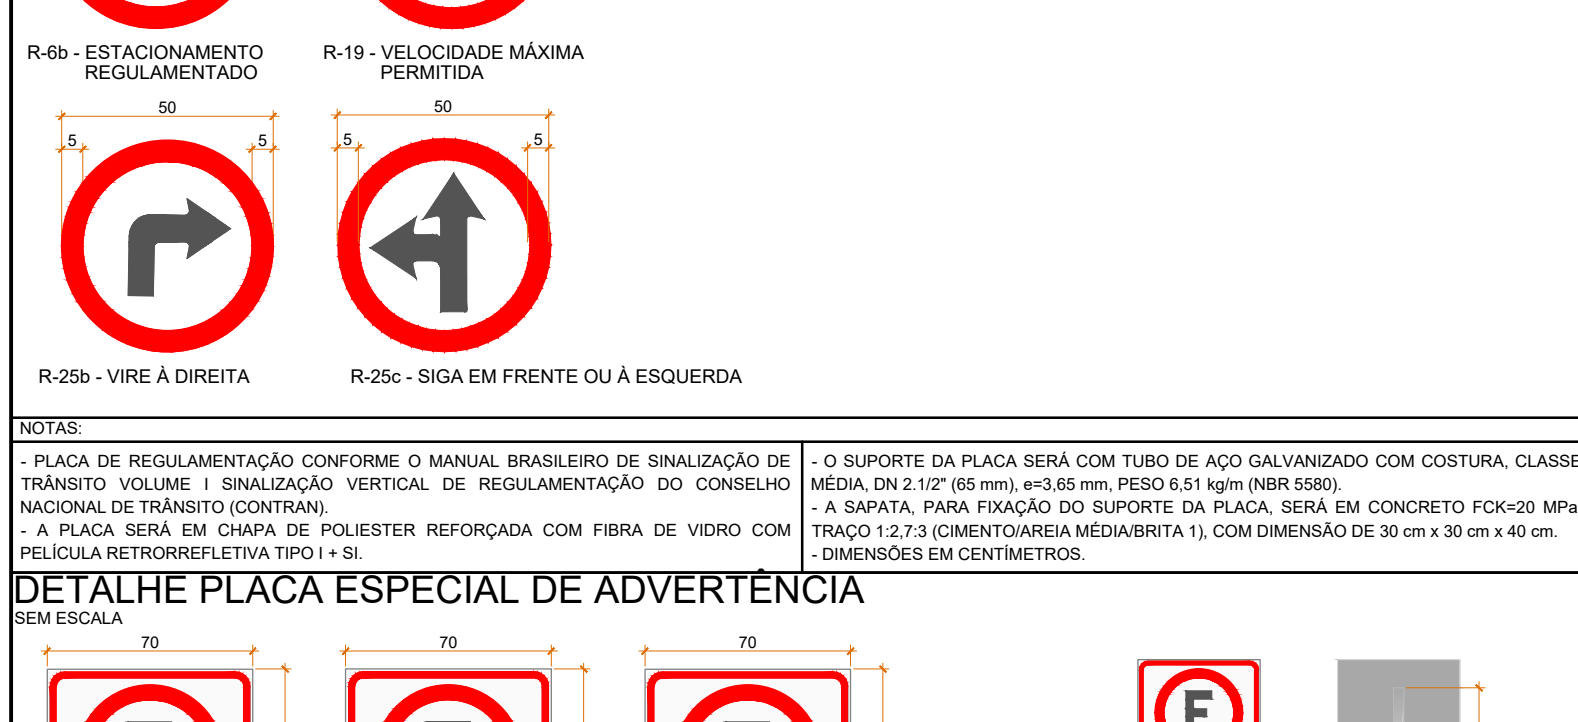 R-6b - ESTACIONAMENTO
REGULAMENTADO
R-19 - VELOCIDADE MÁXIMA
PERMITIDA
50
5
5
50
5
5
R-25b - VIRE À DIREITA
R-25c - SIGA EM FRENTE OU À ESQUERDA
NOTAS:
- PLACA DE REGULAMENTAÇÃO CONFORME O MANUAL BRASILEIRO DE SINALIZAÇÃO DE
TRÂNSITO VOLUME I SINALIZAÇÃO VERTICAL DE REGULAMENTAÇÃO DO CONSELHO
NACIONAL DE TRÂNSITO (CONTRAN).
- A PLACA SERÁ EM CHAPA DE POLIESTER REFORÇADA COM FIBRA DE VIDRO COM
PELÍCULA RETRORREFLETIVA TIPO I + SI.
- O SUPORTE DA PLACA SERÁ COM TUBO DE AÇO GALVANIZADO COM COSTURA, CLASSE
MÉDIA, DN 2.1/2" (65 mm), e=3,65 mm, PESO 6,51 kg/m (NBR 5580).
- A SAPATA, PARA FIXAÇÃO DO SUPORTE DA PLACA, SERÁ EM CONCRETO FCK=20 MPa
TRAÇO 1:2,7:3 (CIMENTO/AREIA MÉDIA/BRITA 1), COM DIMENSÃO DE 30 cm x 30 cm x 40 cm.
- DIMENSÕES EM CENTÍMETROS.
DETALHE PLACA ESPECIAL DE ADVERTÊNCIA
SEM ESCALA
70
70
70
E